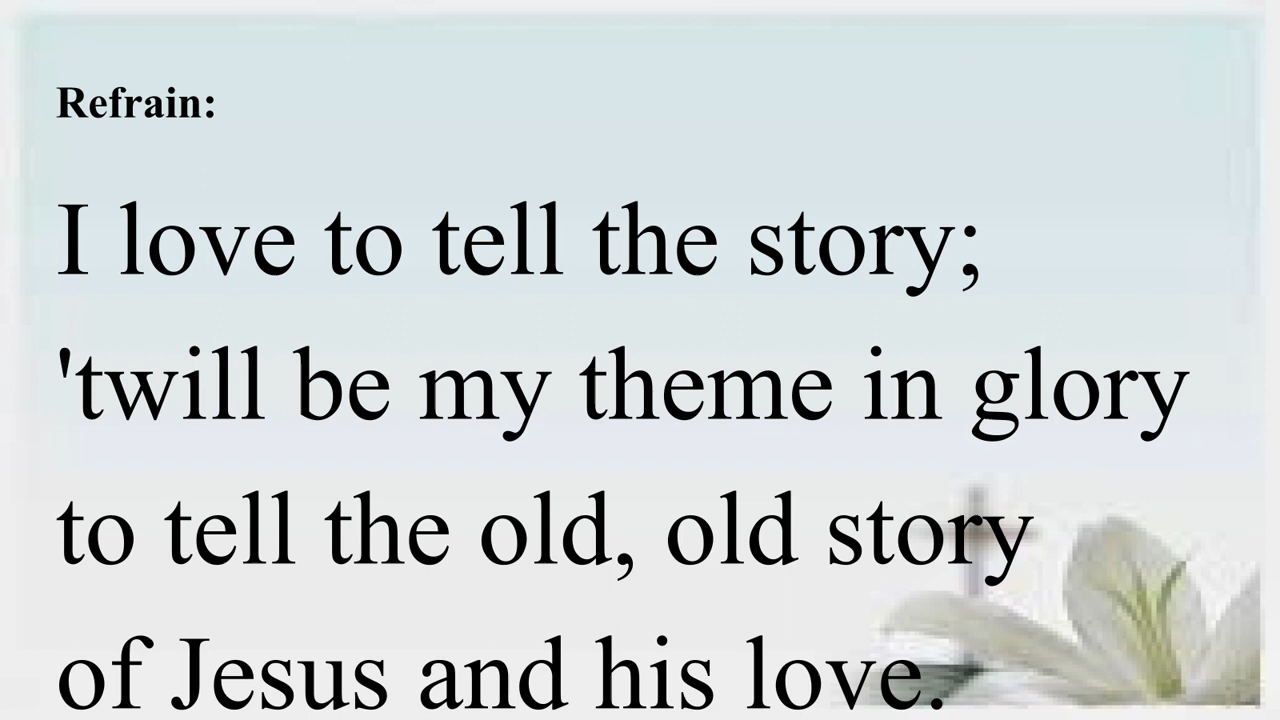 Refrain:
I love to tell the story;
'twill be my theme in glory
to tell the old, old story
of Jesus and his love.